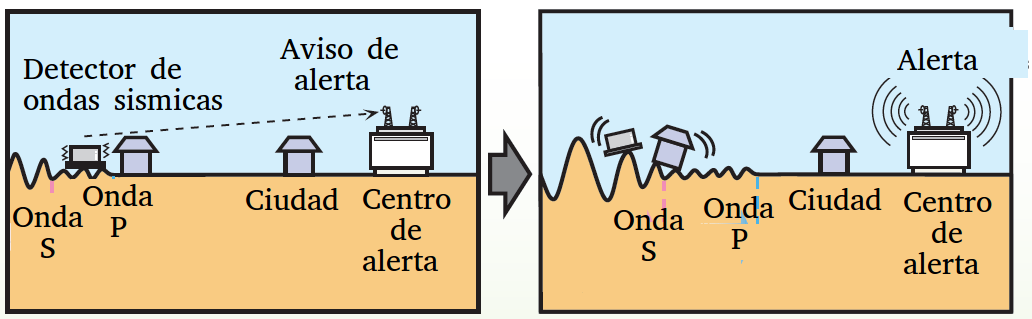 Detector de
ondas sismicas
Aviso de
alerta
Onda
S
Onda
P
Ciudad
Centro
de
alerta
Alerta
Onda
S
Onda
P
Ciudad
Centro
de
alerta